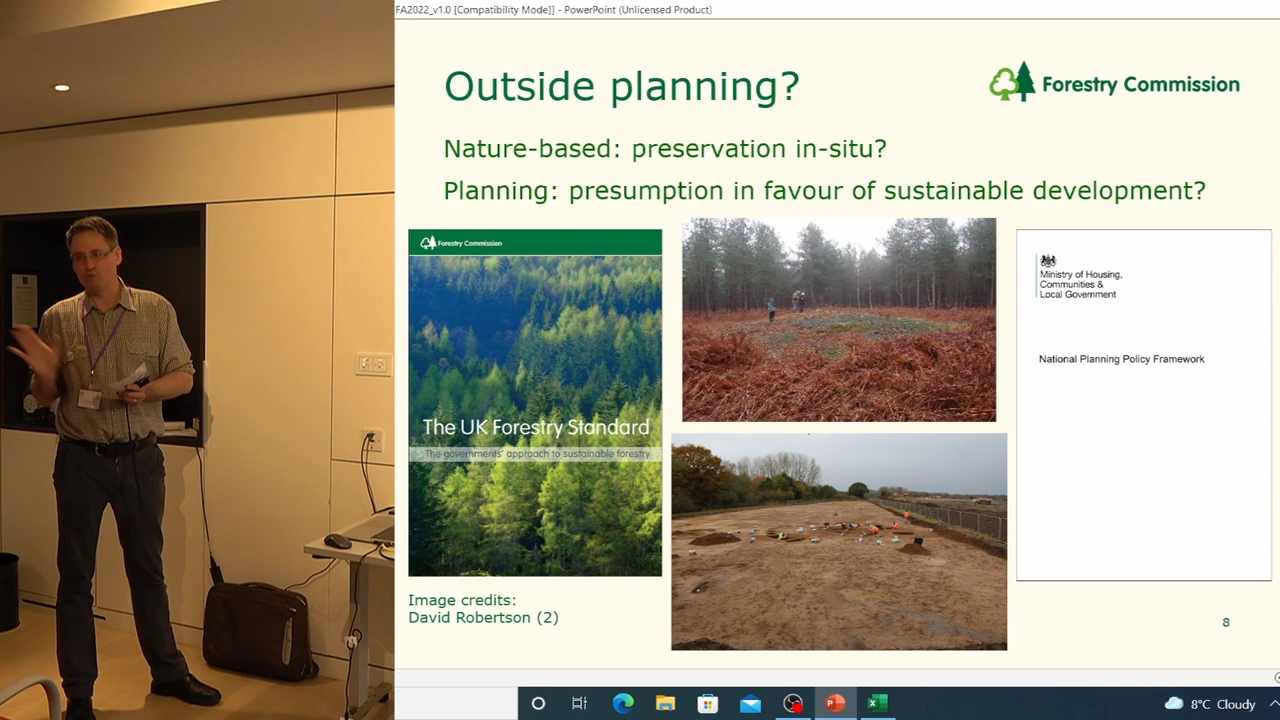 FA2022_v1.0 [Compatibility Mode]] - PowerPoint (Unlicensed Product)
Outside planning?
Forestry Commission
Nature-based: preservation in-situ?
Planning: presumption in favour of sustainable development?
Forestry Commission
The UK Forestry Standard
The governments' approach to sustainable forestry
Ministry of Housing,
Communities &
Local Government
National Planning Policy Framework
Image credits:
David Robertson (2)
8
8°C Cloudy